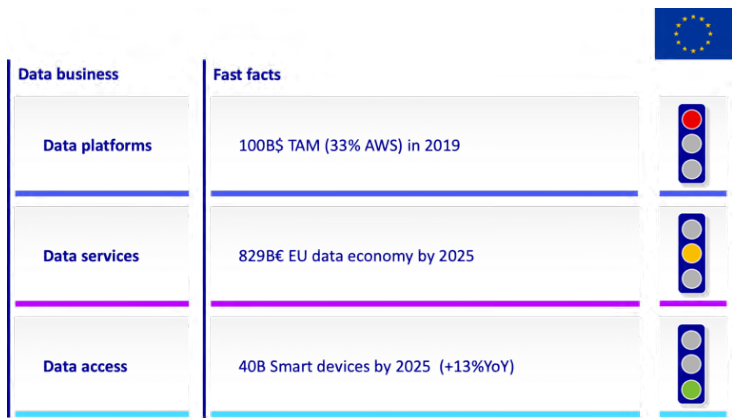 Data business
Fast facts
Data platforms
100B$ TAM (33% AWS) in 2019
Data services
829B€ EU data economy by 2025
Data access
40B Smart devices by 2025 (+13%YoY)